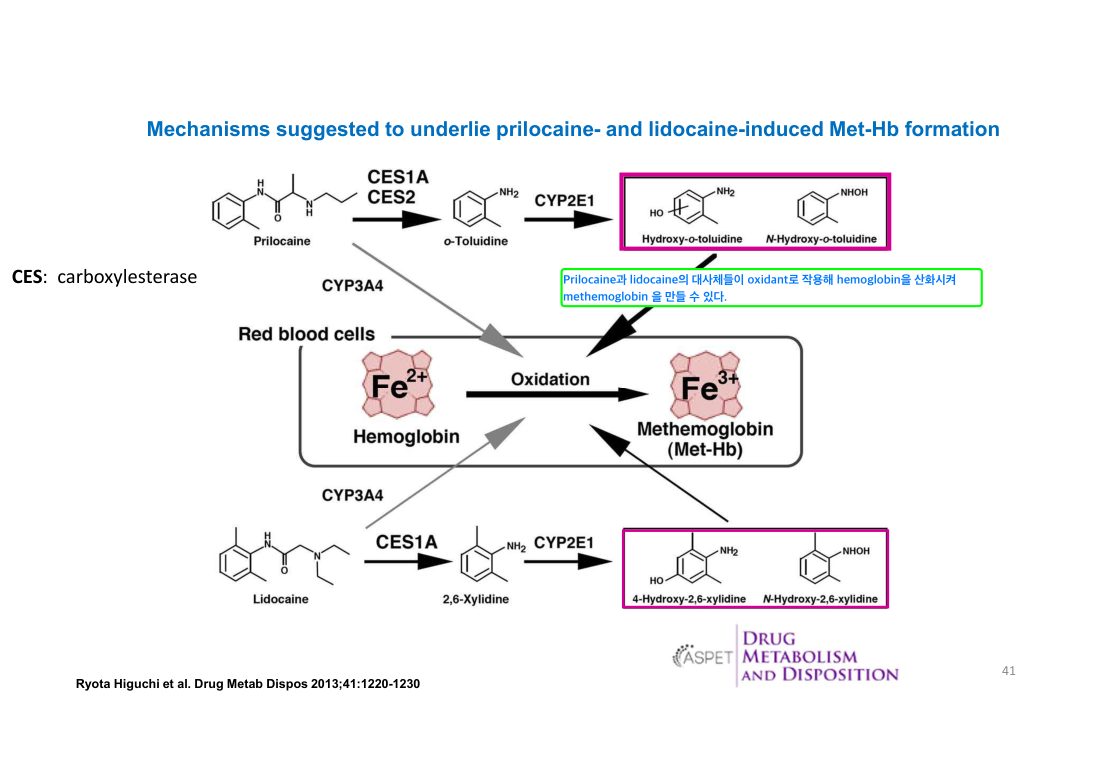 Mechanisms suggested to underlie prilocaine- and lidocaine-induced Met-Hb formation
CES1A
CES2
H
N
O
N
H
Prilocaine
NH2
o-Toluidine
CYP2E1
HO
NH2
Hydroxy-o-toluidine
NHOH
N-Hydroxy-o-toluidine
CES: carboxylesterase
CYP3A4
Prilocaine과 lidocaine의 대사체들이 oxidant로 작용해 hemoglobin을 산화시켜
methemoglobin 을 만들 수 있다.
Red blood cells
Fe2+
Hemoglobin
Oxidation
Fe3+
Methemoglobin
(Met-Hb)
CYP3A4
H
N
O
N
Lidocaine
CES1A
NH2
2,6-Xylidine
CYP2E1
HO
NH2
4-Hydroxy-2,6-xylidine
NHOH
N-Hydroxy-2,6-xylidine
ASPET
DRUG
METABOLISM
AND DISPOSITION
Ryota Higuchi et al. Drug Metab Dispos 2013;41:1220-1230
41